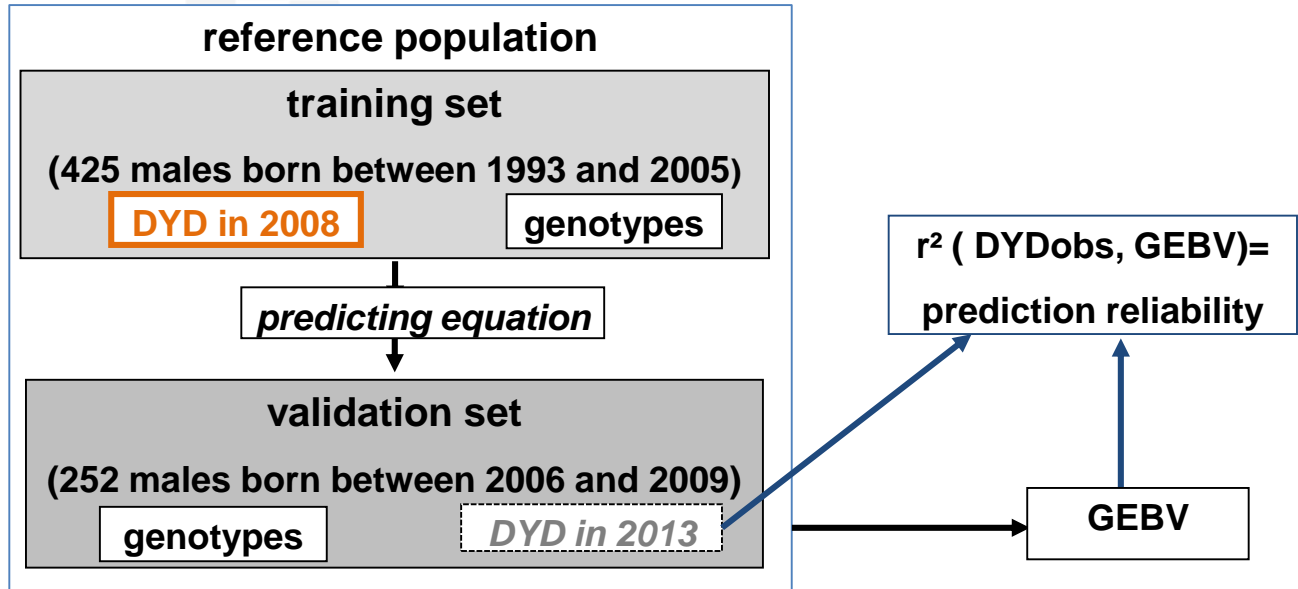 reference population
training set
(425 males born between 1993 and 2005)
DYD in 2008
genotypes
predicting equation
validation set
(252 males born between 2006 and 2009)
genotypes
DYD in 2013
r² ( DYDobs, GEBV)=
prediction reliability
GEBV